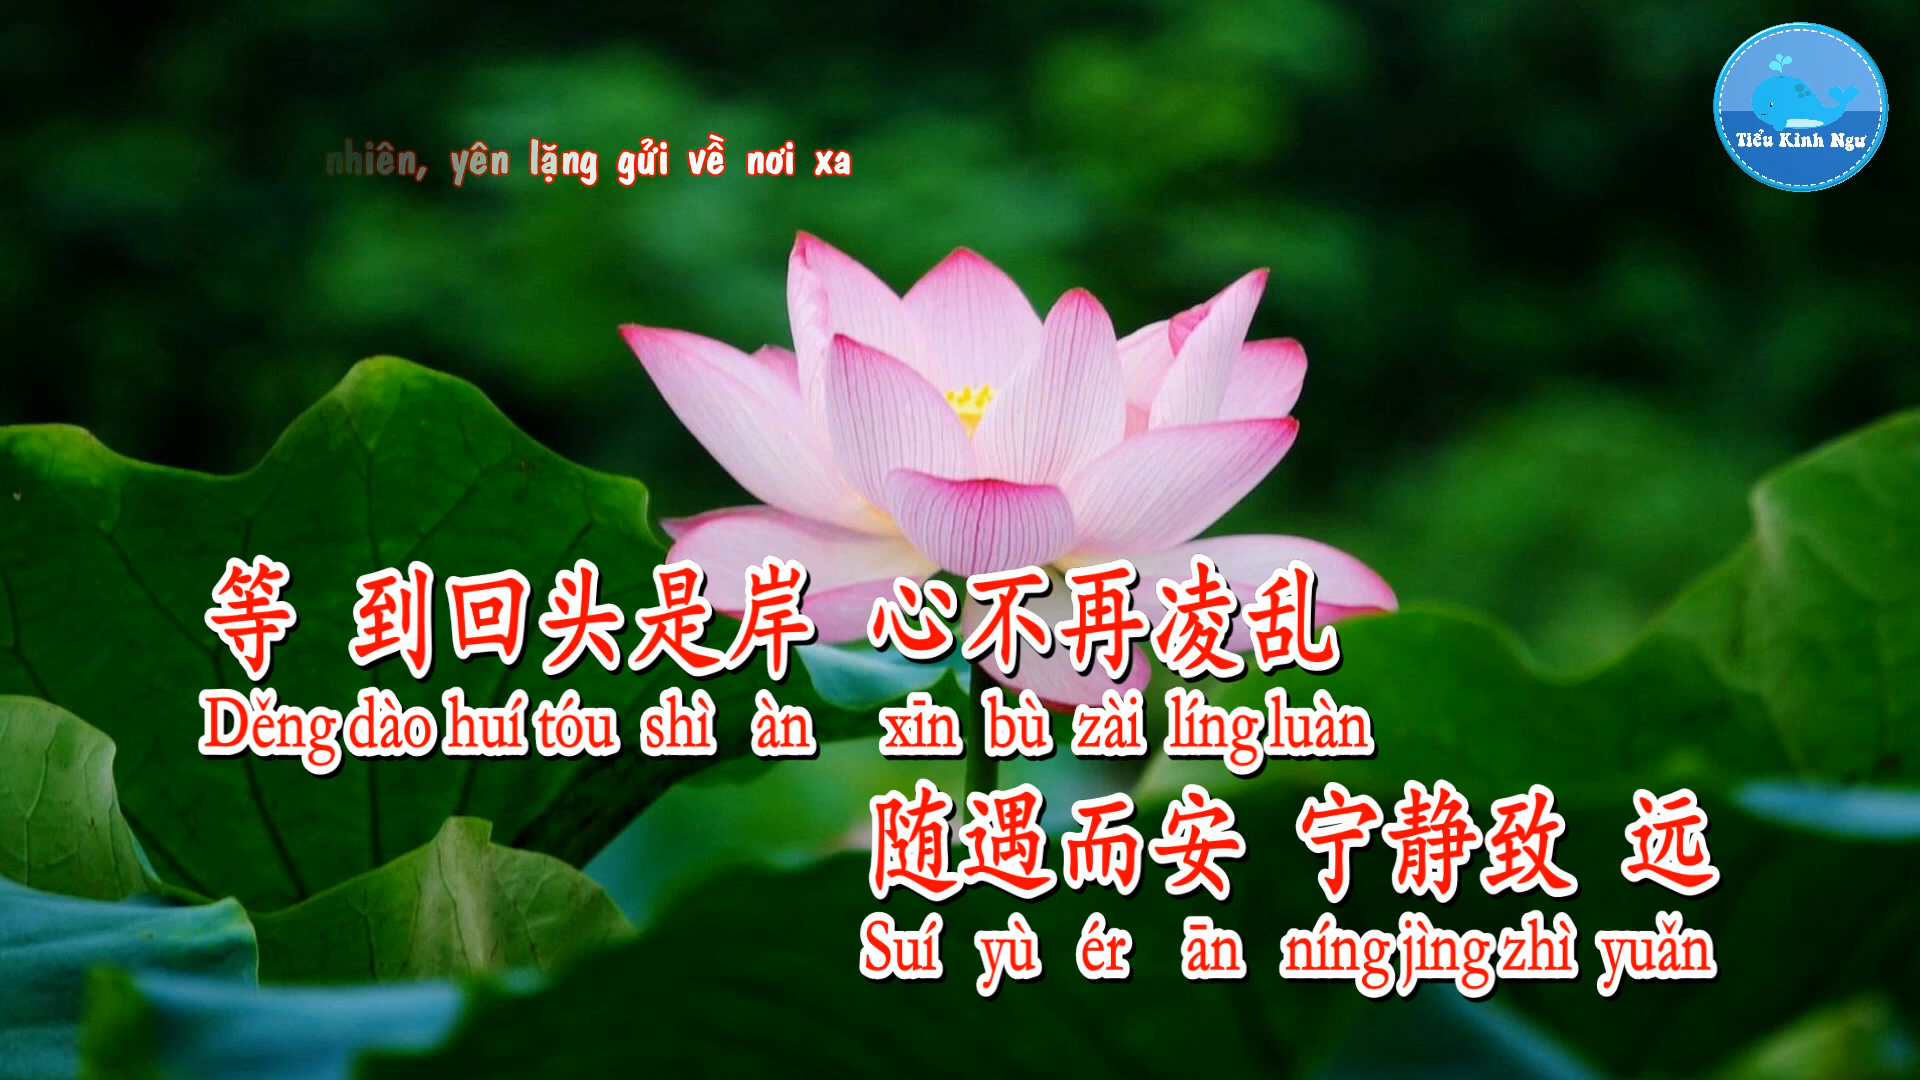 Tiểu Kình Ngư
nhiên, yên lặng gửi về nơi xa
等 到回头是岸 心不再凌乱
Děng dào huí tóu shì àn xīn bù zài líng luàn
随遇而安 宁静致 远
Suí yù ér ān níng jìng zhì yuǎn